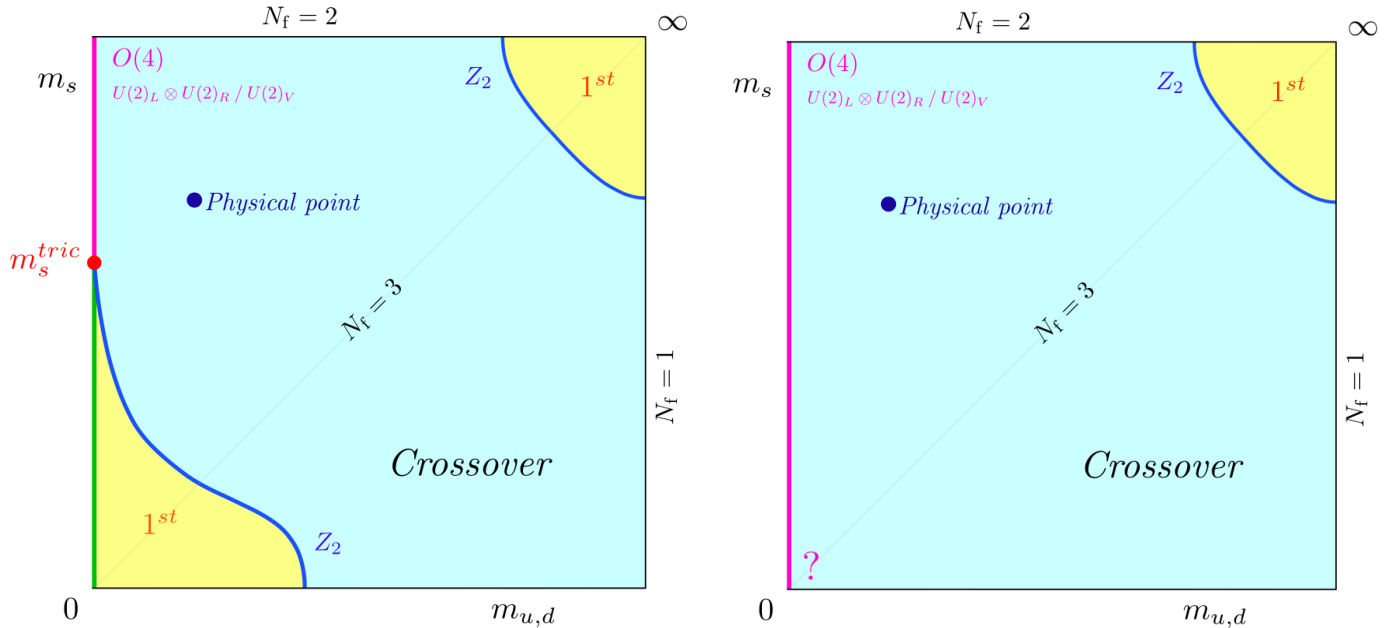 N_f = 2
∞
m_s
O(4)
U(2)_L ⊗ U(2)_R / U(2)_V
Z_2
1^{st}
Physical point
m_s^{tric}
N_f = 3
N_f = 1
Crossover
1^{st}
Z_2
0
m_{u,d}
N_f = 2
∞
m_s
O(4)
U(2)_L ⊗ U(2)_R / U(2)_V
Z_2
1^{st}
Physical point
N_f = 3
N_f = 1
Crossover
?
0
m_{u,d}